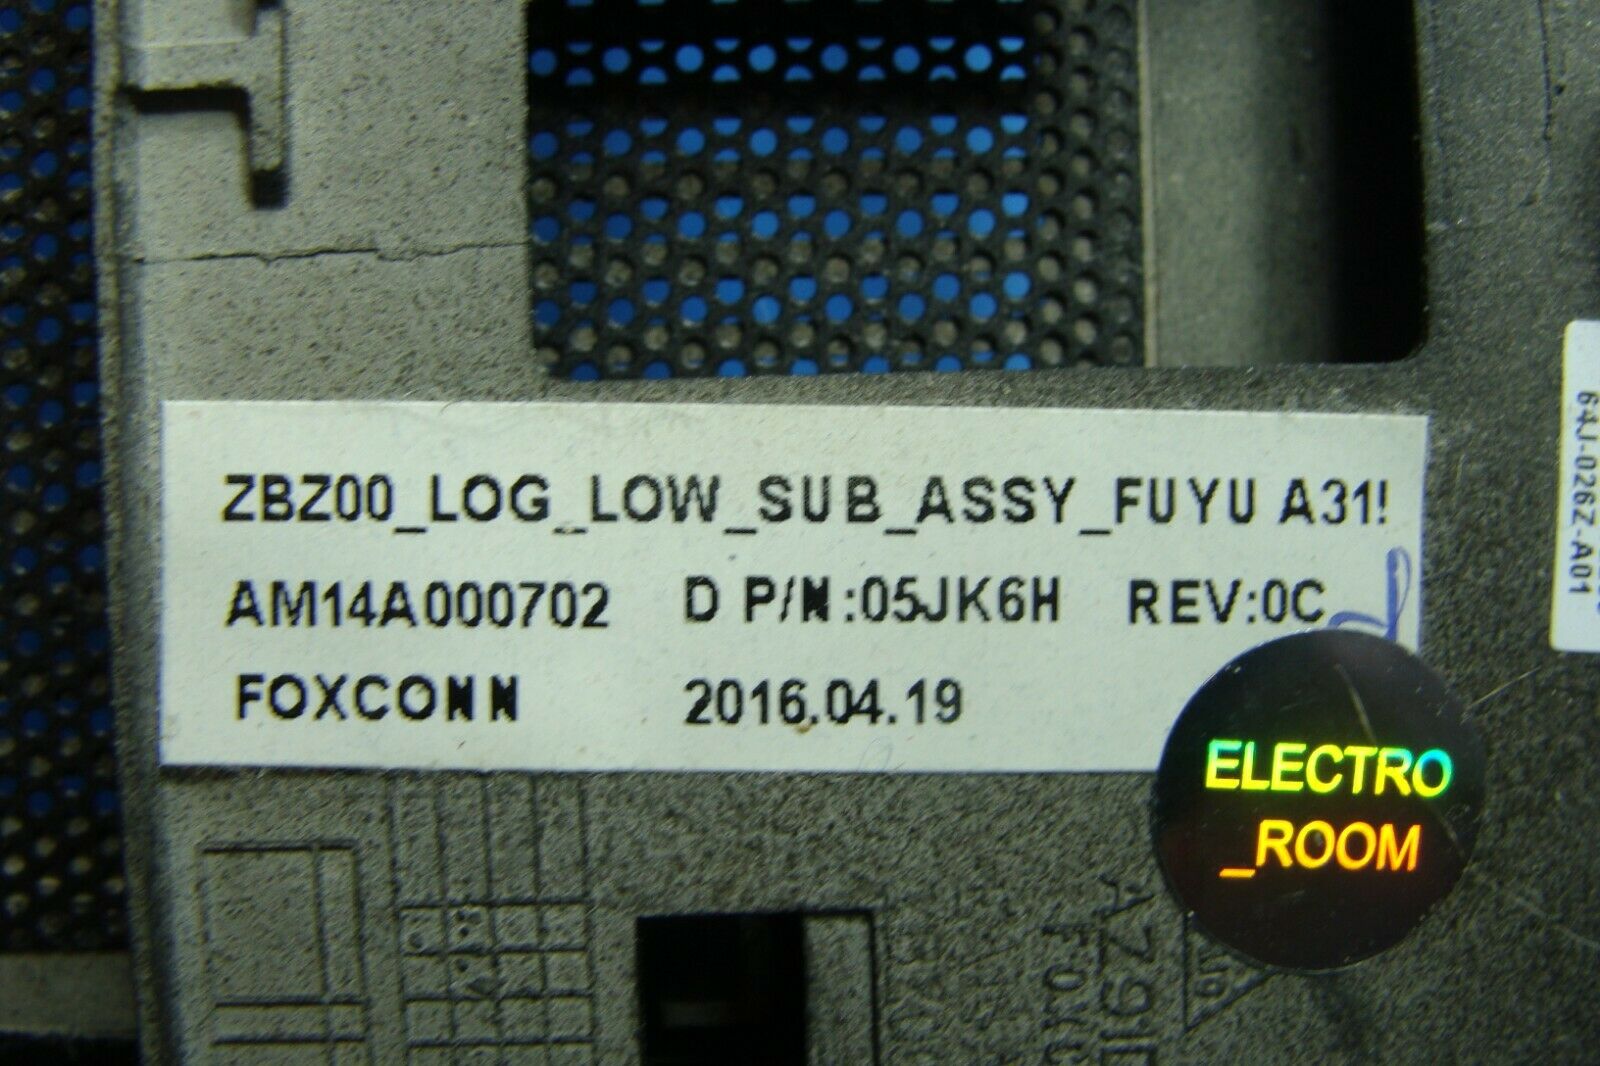 ZBZ00_LOG_LOW_SUB_ASSY_FUYU A31!
AM14A000702 D P/N:05JK6H REV:0C
FOXCONN 2016.04.19
ELECTRO
_ROOM
64J-026Z-A01